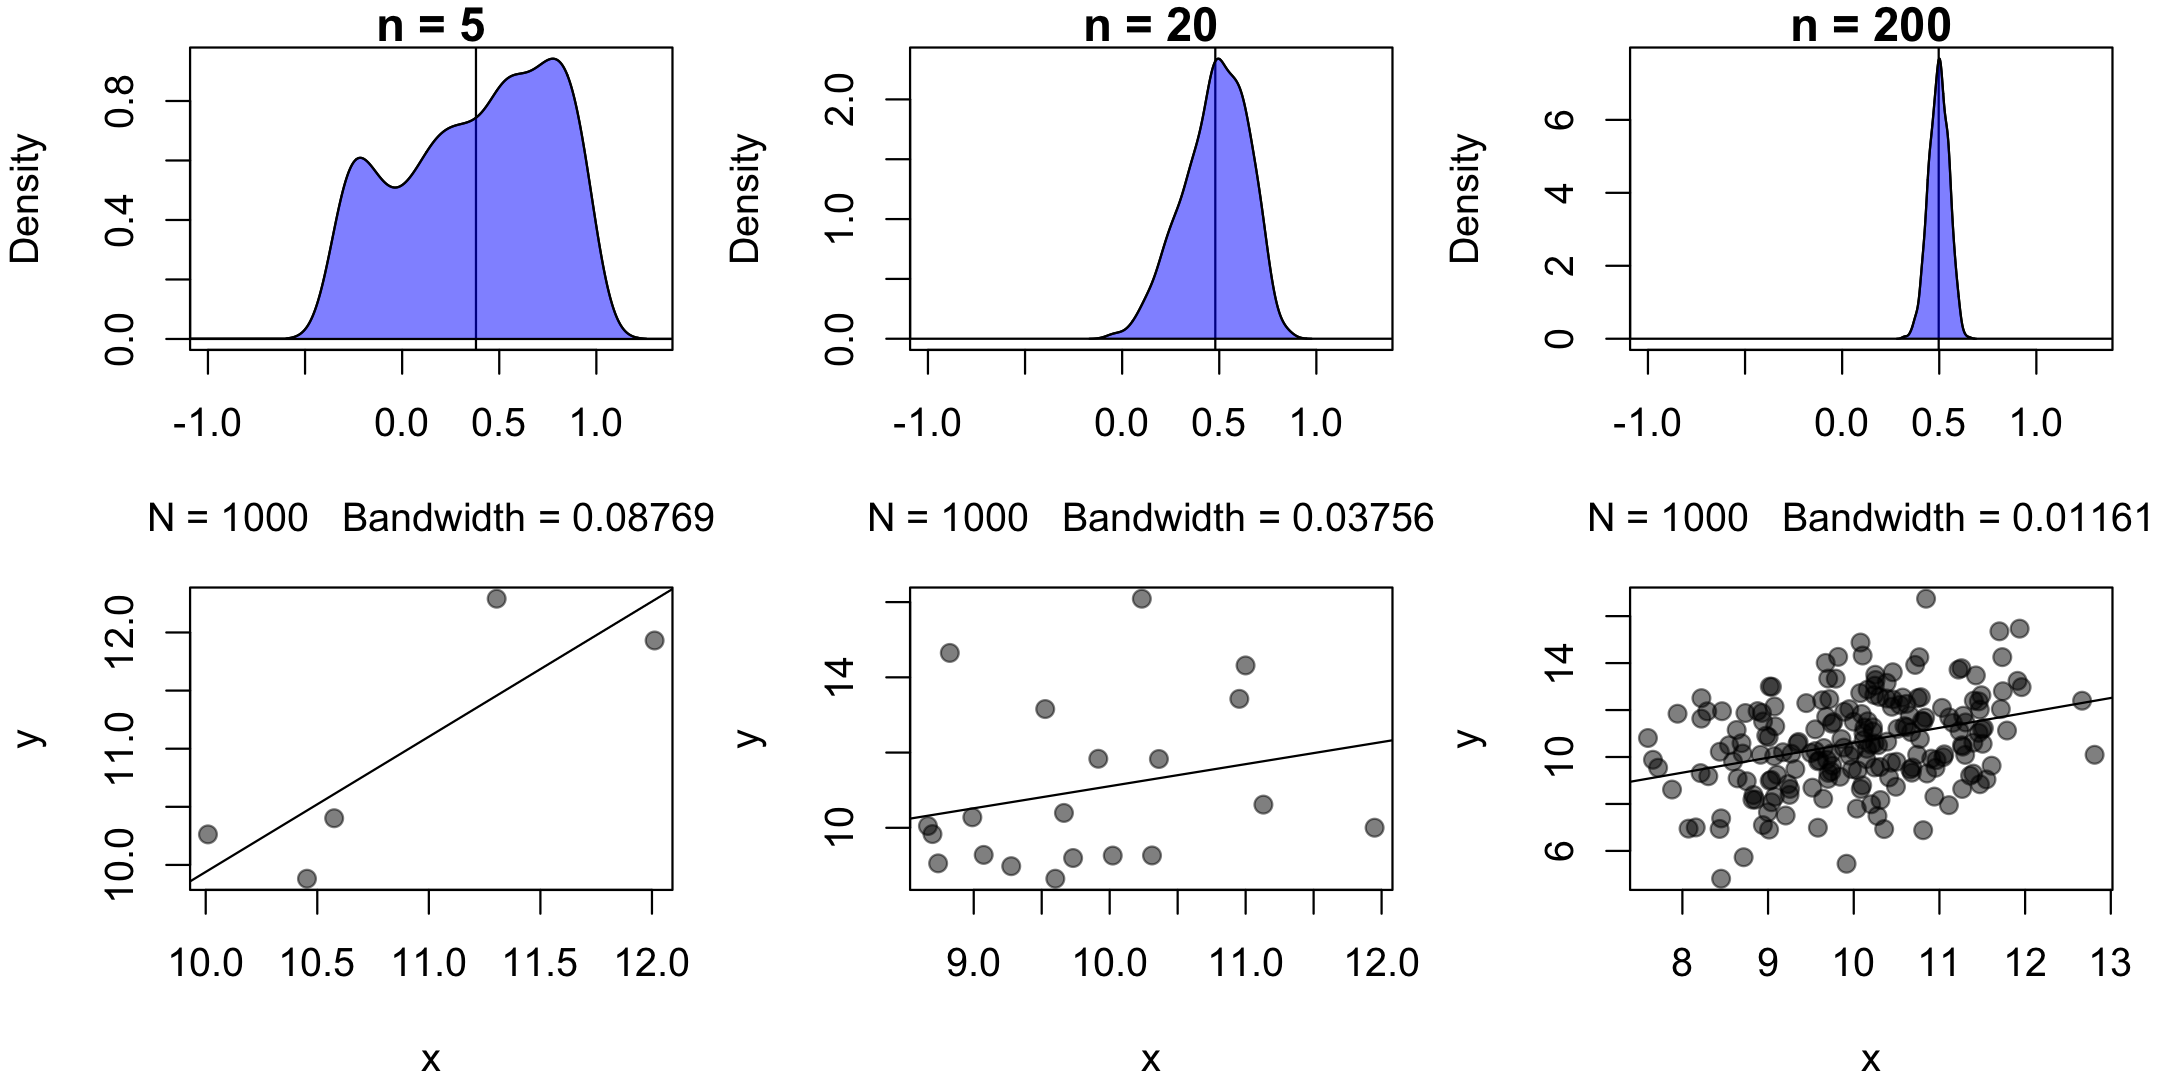 n = 5
Density
0.0 0.4 0.8
-1.0 0.0 0.5 1.0
N = 1000 Bandwidth = 0.08769
n = 20
Density
0.0 1.0 2.0
-1.0 0.0 0.5 1.0
N = 1000 Bandwidth = 0.03756
n = 200
Density
0 2 4 6
-1.0 0.0 0.5 1.0
N = 1000 Bandwidth = 0.01161
y
10.0 11.0 12.0
10.0 10.5 11.0 11.5 12.0
x
y
10 14
9.0 10.0 11.0 12.0
x
y
6 10 14
8 9 10 11 12 13
x